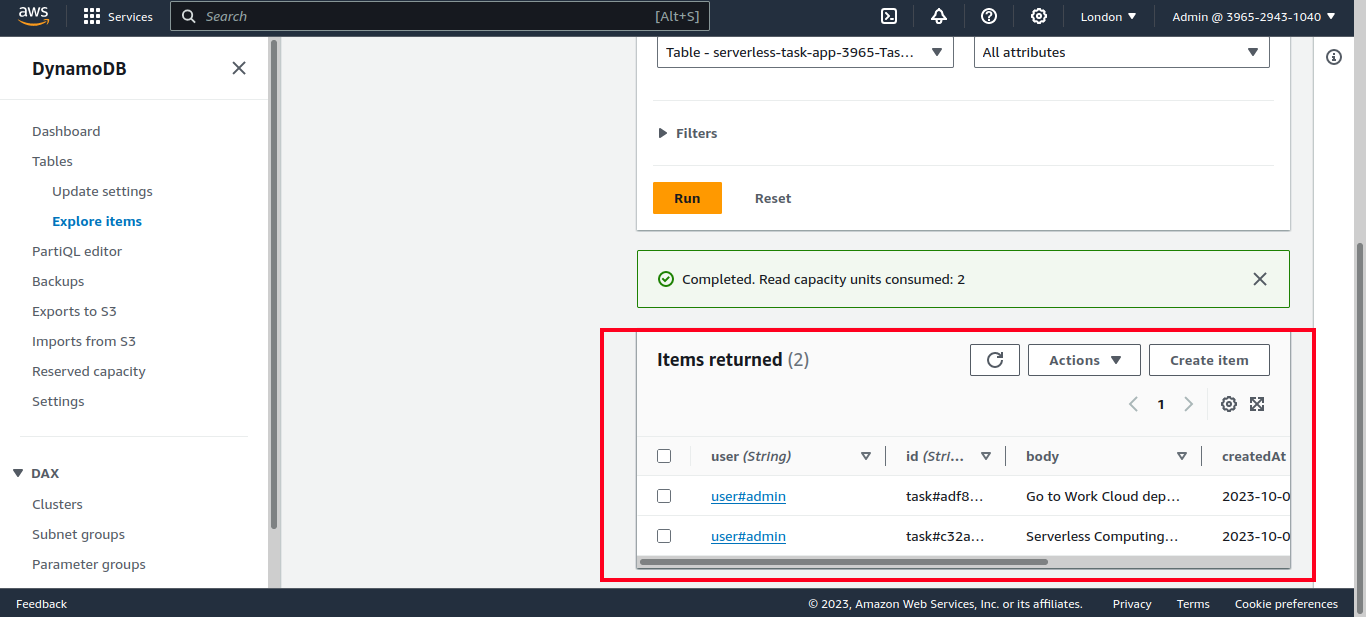 aws Services Search [Alt+S] London Admin @ 3965-2943-1040
DynamoDB
Dashboard
Tables
Update settings
Explore items
PartiQL editor
Backups
Exports to S3
Imports from S3
Reserved capacity
Settings
DAX
Clusters
Subnet groups
Parameter groups
Table - serverless-task-app-3965-Tas... All attributes
Filters
Run Reset
Completed. Read capacity units consumed: 2
Items returned (2) Actions Create item
1
user (String) id (Stri... body createdAt
user#admin task#adf8... Go to Work Cloud dep... 2023-10-0
user#admin task#c32a... Serverless Computing... 2023-10-0
Feedback © 2023, Amazon Web Services, Inc. or its affiliates. Privacy Terms Cookie preferences